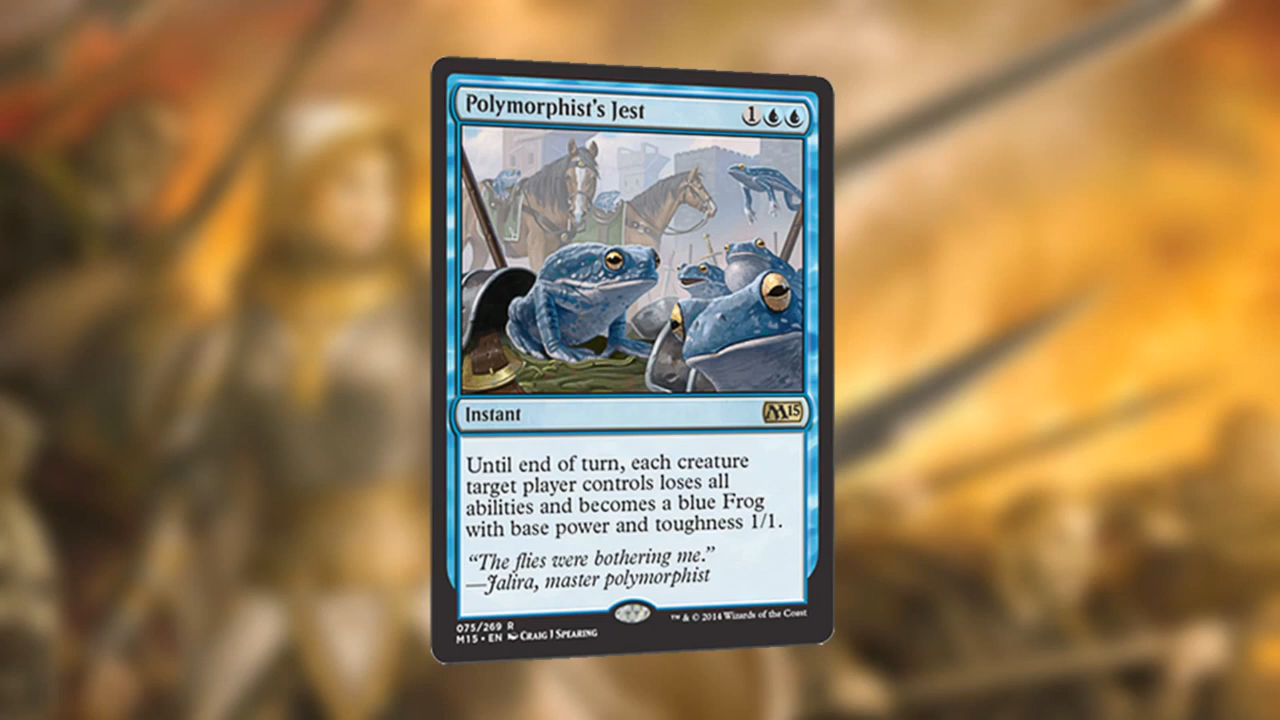 Polymorphist's Jest 1
Instant M15
Until end of turn, each creature
target player controls loses all
abilities and becomes a blue Frog
with base power and toughness 1/1.
“The flies were bothering me.”
—Jalira, master polymorphist
075/269 R
M15 • EN CRAIG J SPEARING
™ & © 2014 Wizards of the Coast